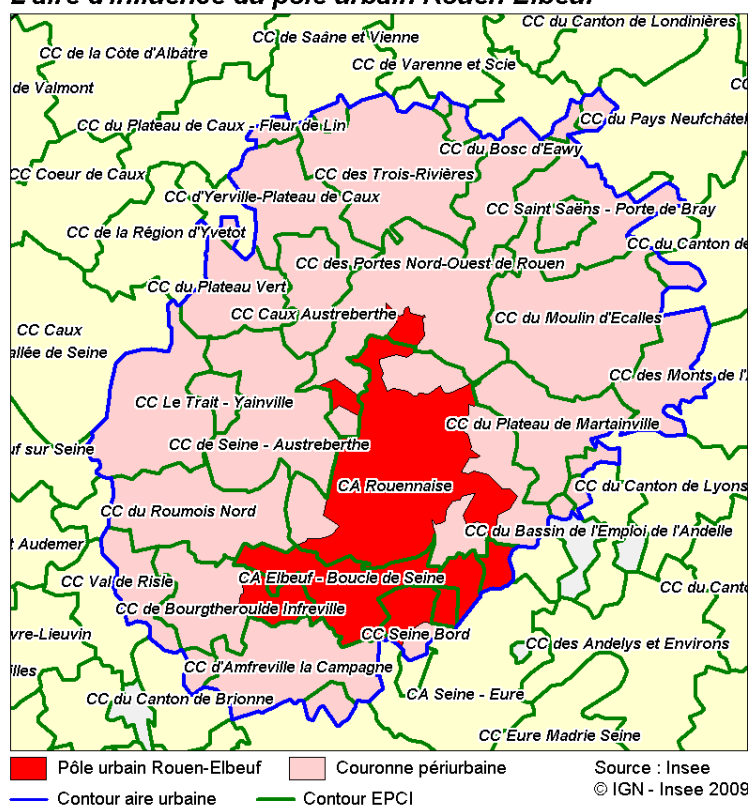 L'aire d'influence du pôle urbain Rouen-Elbeuf
CC du Canton de Londinières
CC de Saâne et Vienne
CC de la Côte d'Albâtre
CC de Varenne et Scie
de Valmont
CC du Plateau de Caux - Fleur de Lin
CC du Pays Neufchâtel
CC du Bosc d'Eawy
CC Coeur de Caux
CC des Trois-Rivières
CC d'Yerville-Plateau de Caux
CC Saint Saëns - Porte de Bray
CC de la Région d'Yvetot
CC du Canton de
CC des Portes Nord-Ouest de Rouen
CC du Plateau Vert
CC Caux Austreberthe
CC du Moulin d'Ecalles
CC Caux
allée de Seine
CC des Monts de l'
CC Le Trait - Yainville
CC du Plateau de Martainville
CC de Seine - Austreberthe
uf sur Seine
CA Rouennaise
CC du Canton de Lyons
CC du Roumois Nord
CC du Bassin de l'Emploi de l'Andelle
t Audemer
CC Val de Risle
CA Elbeuf - Boucle de Seine
CC du Canto
CC de Bourgtheroulde Infreville
vre-Lieuvin
CC Seine Bord
CC des Andelys et Environs
illes
CC d'Amfreville la Campagne
CC du Canton de Brionne
CA Seine - Eure
CC Eure Madrie Seine
Pôle urbain Rouen-Elbeuf
Couronne périurbaine
Source : Insee
Contour aire urbaine
Contour EPCI
© IGN - Insee 2009